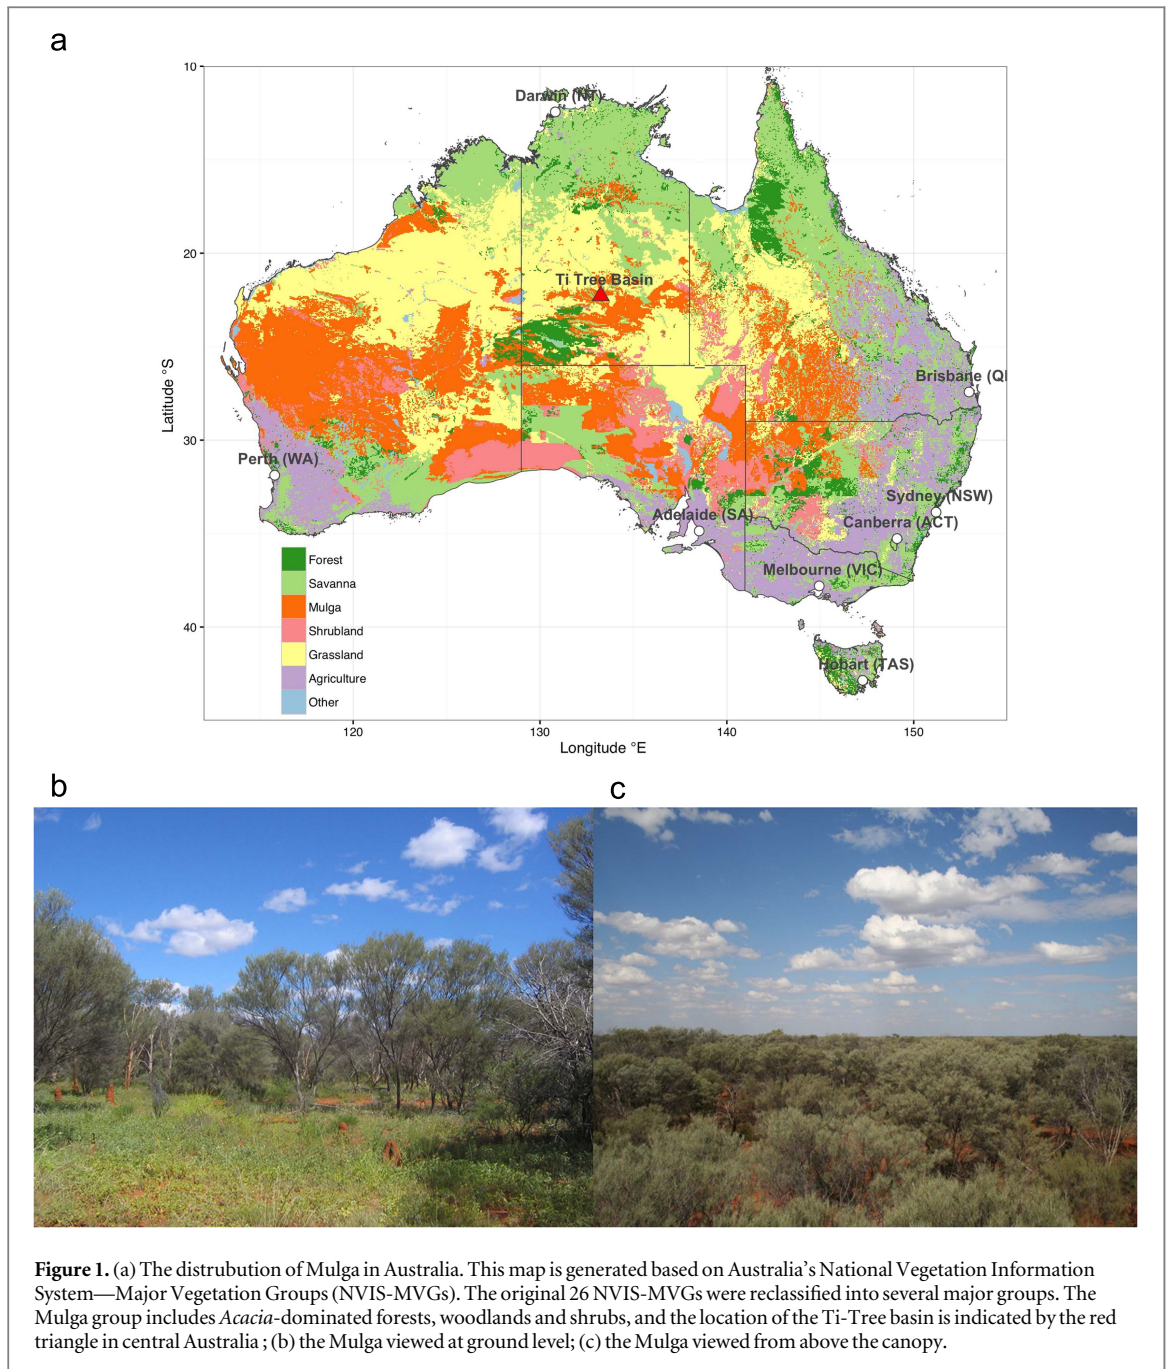 a
10
20
30
40
Latitude °S
Darwin (NT)
Ti Tree Basin
Brisbane (Ql
Perth (WA)
Sydney (NSW)
Adelaide (SA)
Canberra (ACT)
Melbourne (VIC)
Hobart (TAS)
Forest
Savanna
Mulga
Shrubland
Grassland
Agriculture
Other
120
130
140
150
Longitude °E
b
c
Figure 1. (a) The distrubution of Mulga in Australia. This map is generated based on Australia's National Vegetation Information
System—Major Vegetation Groups (NVIS-MVGs). The original 26 NVIS-MVGs were reclassified into several major groups. The
Mulga group includes Acacia-dominated forests, woodlands and shrubs, and the location of the Ti-Tree basin is indicated by the red
triangle in central Australia ; (b) the Mulga viewed at ground level; (c) the Mulga viewed from above the canopy.